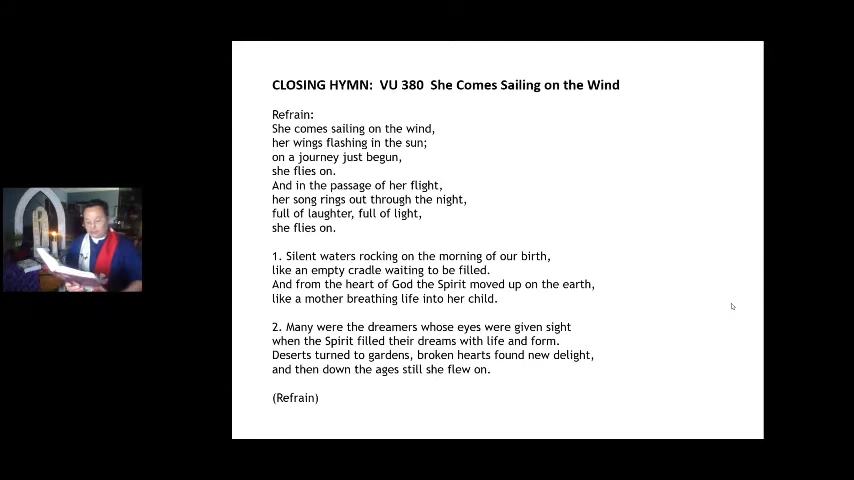 CLOSING HYMN: VU 380 She Comes Sailing on the Wind
Refrain:
She comes sailing on the wind,
her wings flashing in the sun;
on a journey just begun,
she flies on.
And in the passage of her flight,
her song rings out through the night,
full of laughter, full of light,
she flies on.
1. Silent waters rocking on the morning of our birth,
like an empty cradle waiting to be filled.
And from the heart of God the Spirit moved up on the earth,
like a mother breathing life into her child.
2. Many were the dreamers whose eyes were given sight
when the Spirit filled their dreams with life and form.
Deserts turned to gardens, broken hearts found new delight,
and then down the ages still she flew on.
(Refrain)